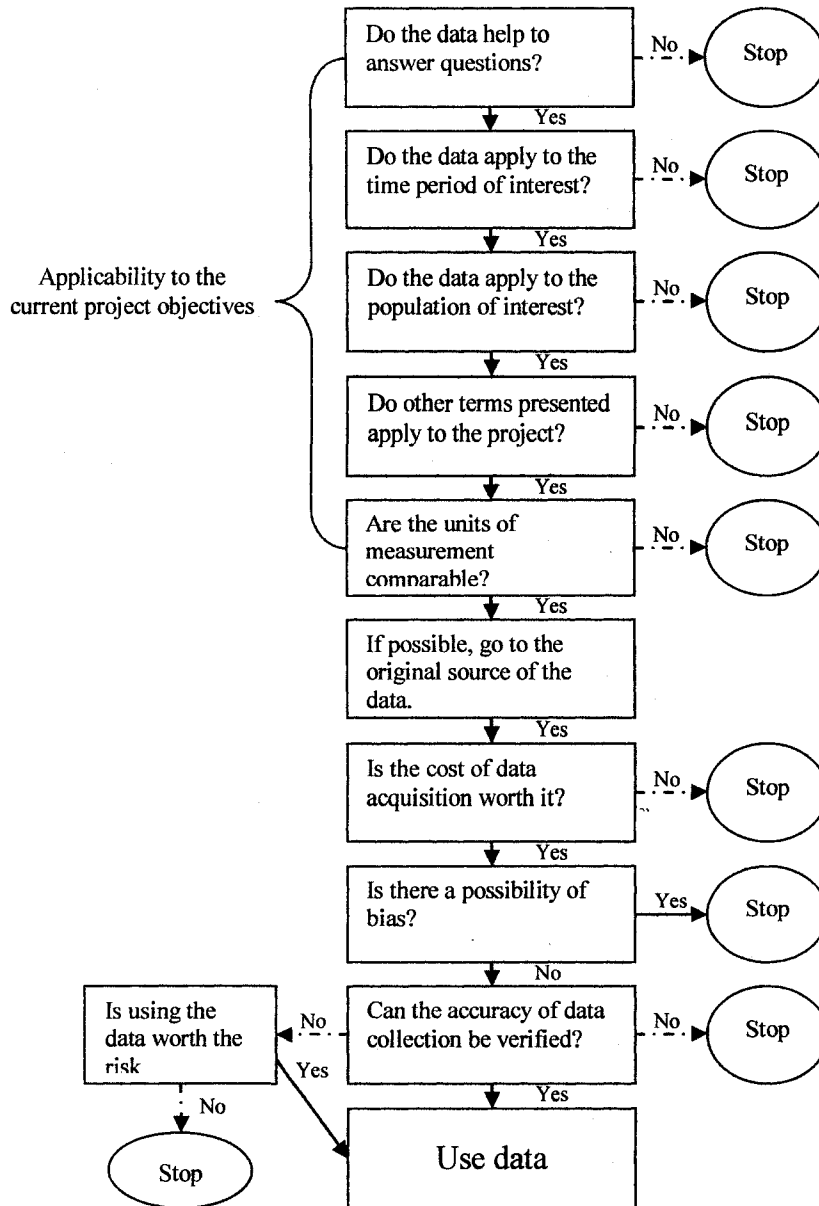 Do the data help to
answer questions?
No
Stop
Yes
Do the data apply to the
time period of interest?
No
Stop
Yes
Applicability to the
current project objectives
Do the data apply to the
population of interest?
No
Stop
Yes
Do other terms presented
apply to the project?
No
Stop
Yes
Are the units of
measurement
comparable?
No
Stop
Yes
If possible, go to the
original source of the
data.
Yes
Is the cost of data
acquisition worth it?
No
Stop
Yes
Is there a possibility of
bias?
Yes
Stop
No
Is using the
data worth the
risk
No
Can the accuracy of data
collection be verified?
No
Stop
Yes
No
Stop
Yes
Use data